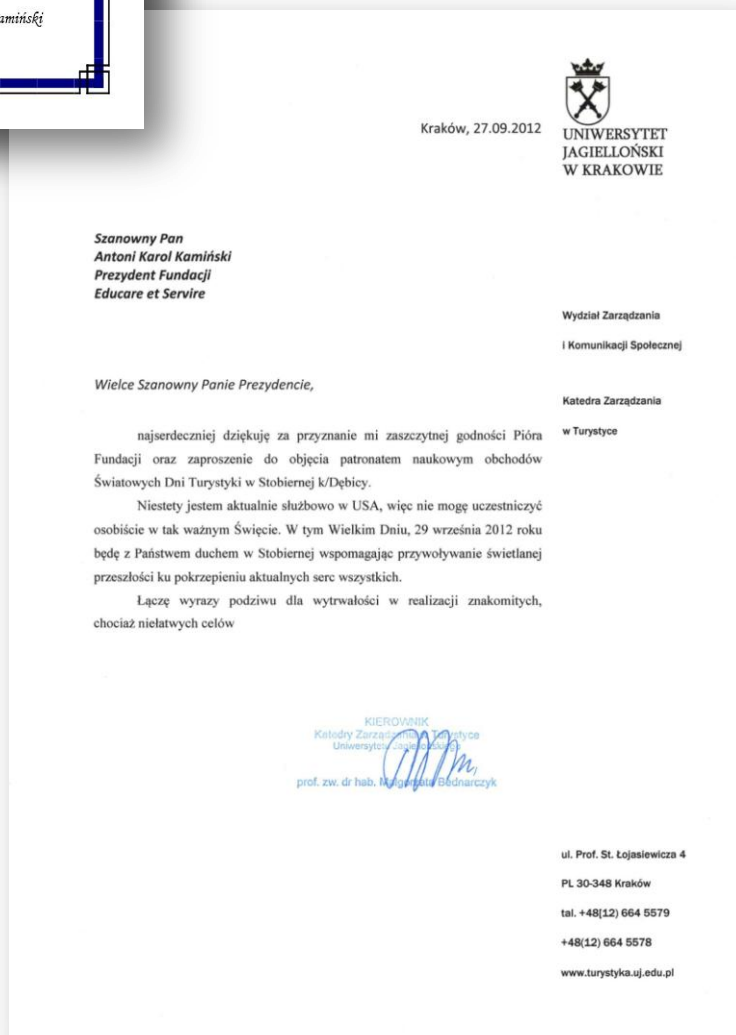 amiński
Kraków, 27.09.2012
UNIWERSYTET
JAGIELLOŃSKI
W KRAKOWIE
Szanowny Pan
Antoni Karol Kamiński
Prezydent Fundacji
Educare et Servire
Wydział Zarządzania
i Komunikacji Społecznej
Katedra Zarządzania
w Turystyce
Wielce Szanowny Panie Prezydencie,
najserdeczniej dziękuję za przyznanie mi zaszczytnej godności Pióra
Fundacji oraz zaproszenie do objęcia patronatem naukowym obchodów
Światowych Dni Turystyki w Stobiernej k/Dębicy.
Niestety jestem aktualnie służbowo w USA, więc nie mogę uczestniczyć
osobiście w tak ważnym Święcie. W tym Wielkim Dniu, 29 września 2012 roku
będę z Państwem duchem w Stobiernej wspomagając przywoływanie świetlanej
przeszłości ku pokrzepieniu aktualnych serc wszystkich.
Łączę wyrazy podziwu dla wytrwałości w realizacji znakomitych,
chociaż niełatwych celów
KIEROWNIK
Katedry Zarządzania w Turystyce
Uniwersytetu Jagiellońskiego
prof. zw. dr hab. Małgorzata Bednarczyk
ul. Prof. St. Łojasiewicza 4
PL 30-348 Kraków
tal. +48(12) 664 5579
+48(12) 664 5578
www.turystyka.uj.edu.pl